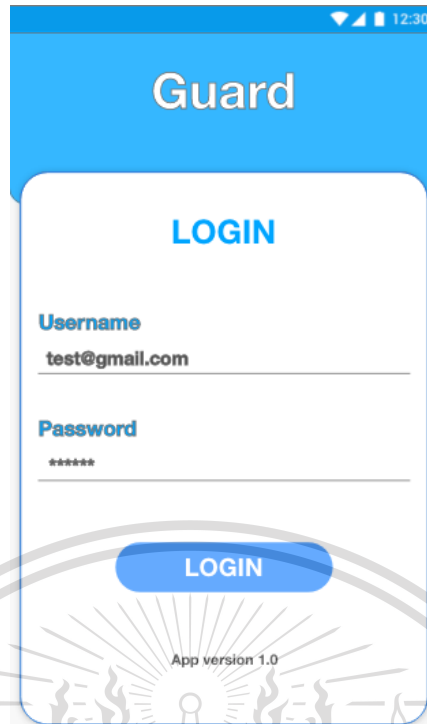 12:30
Guard
LOGIN
Username
test@gmail.com
Password
******
LOGIN
App version 1.0